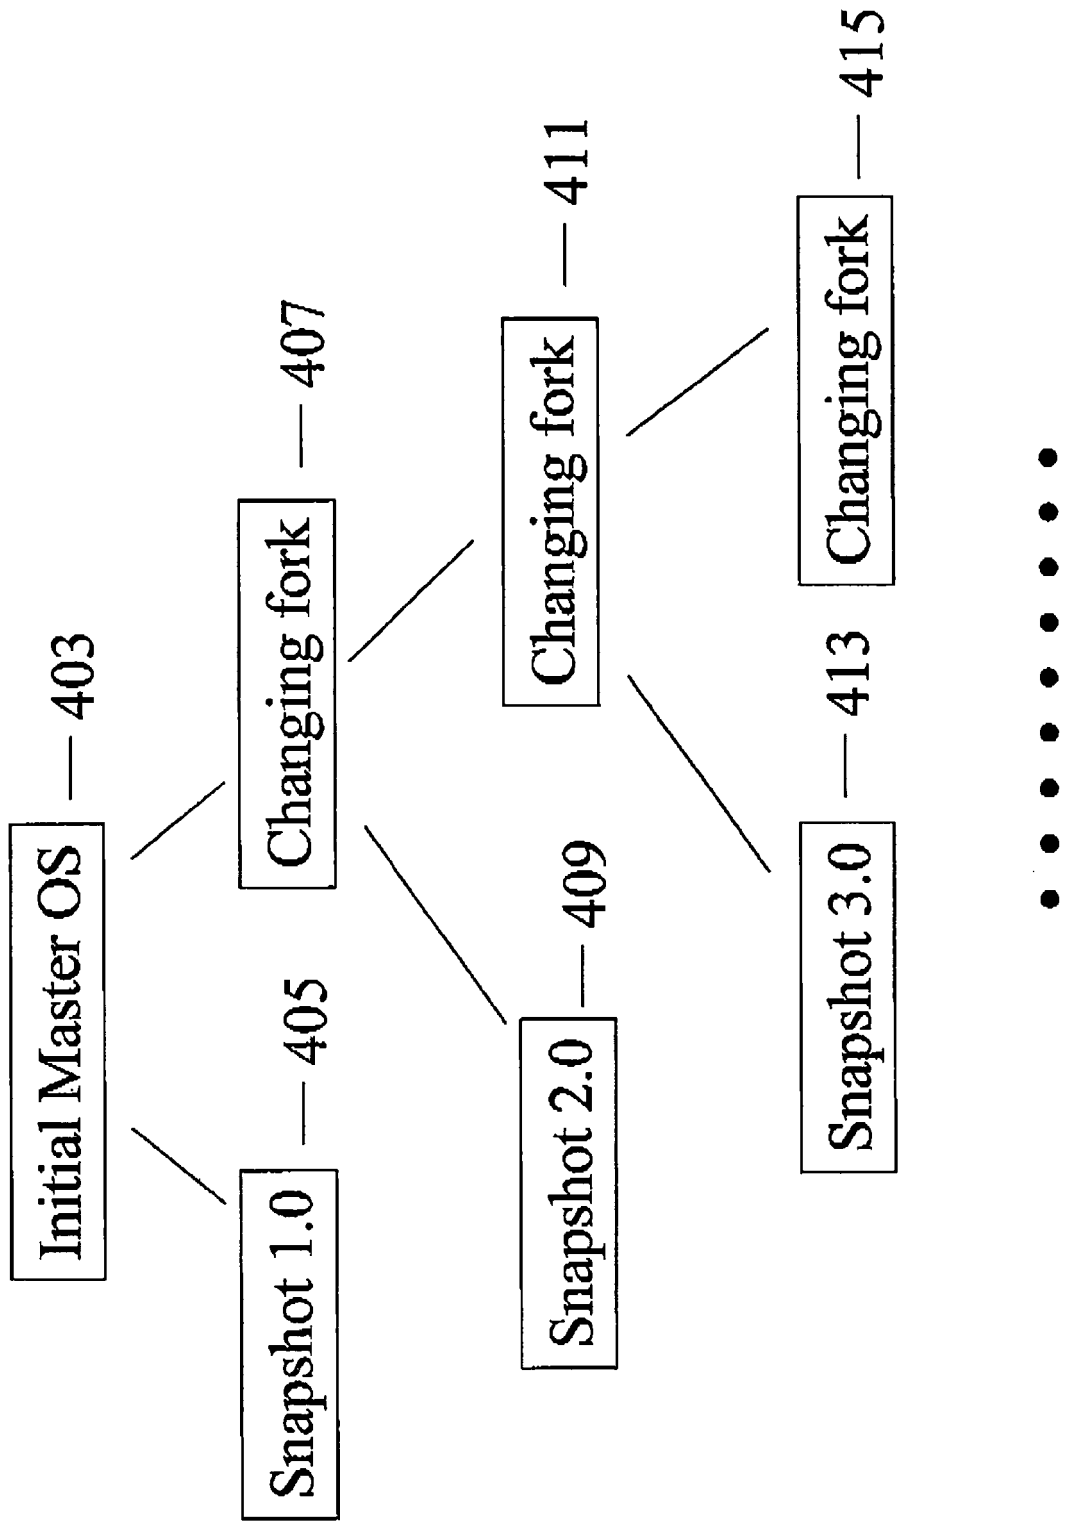 Initial Master OS — 403
Snapshot 1.0 — 405
Changing fork — 407
Snapshot 2.0 — 409
Changing fork — 411
Snapshot 3.0 — 413
Changing fork — 415